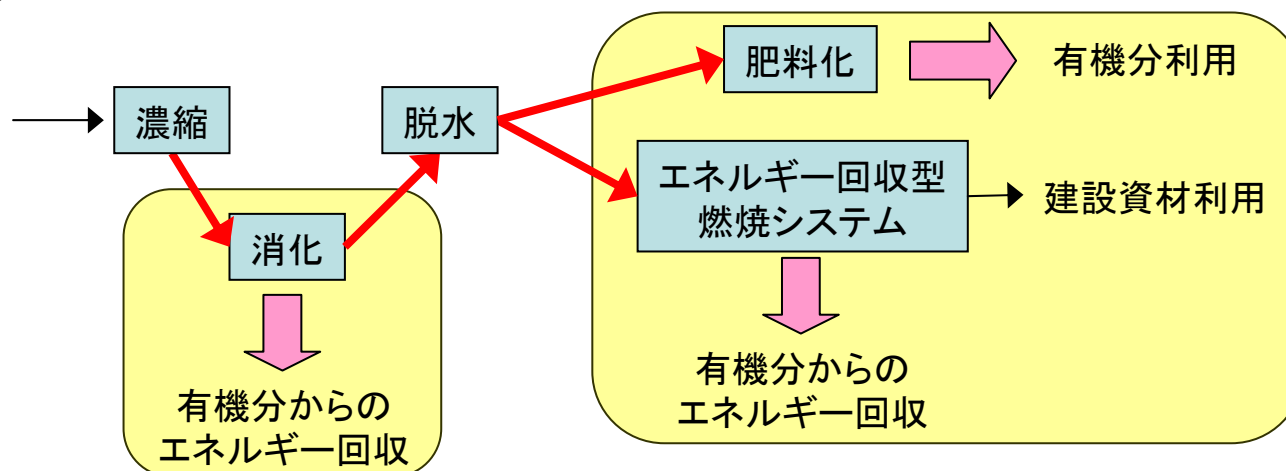 肥料化
有機分利用
濃縮
脱水
エネルギー回収型
燃焼システム
建設資材利用
消化
有機分からの
エネルギー回収
有機分からの
エネルギー回収